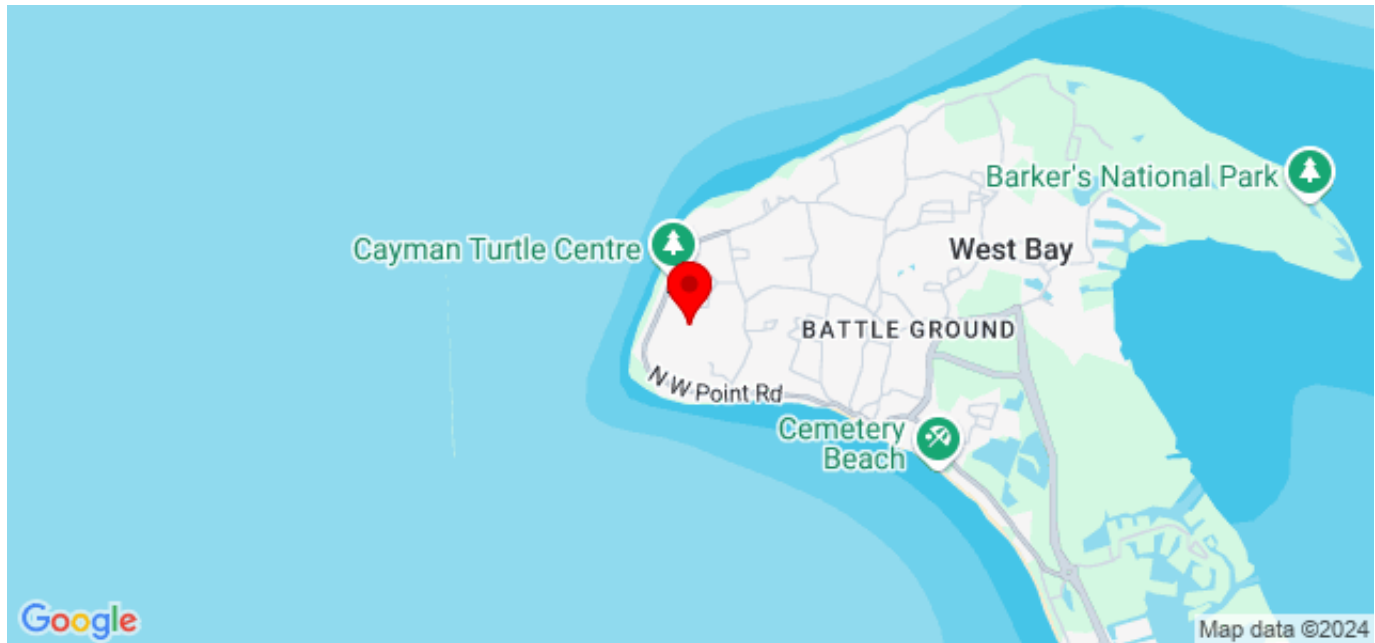 Barker's National Park
Cayman Turtle Centre
West Bay
BATTLE GROUND
N W Point Rd
Cemetery
Beach
Google
Map data ©2024